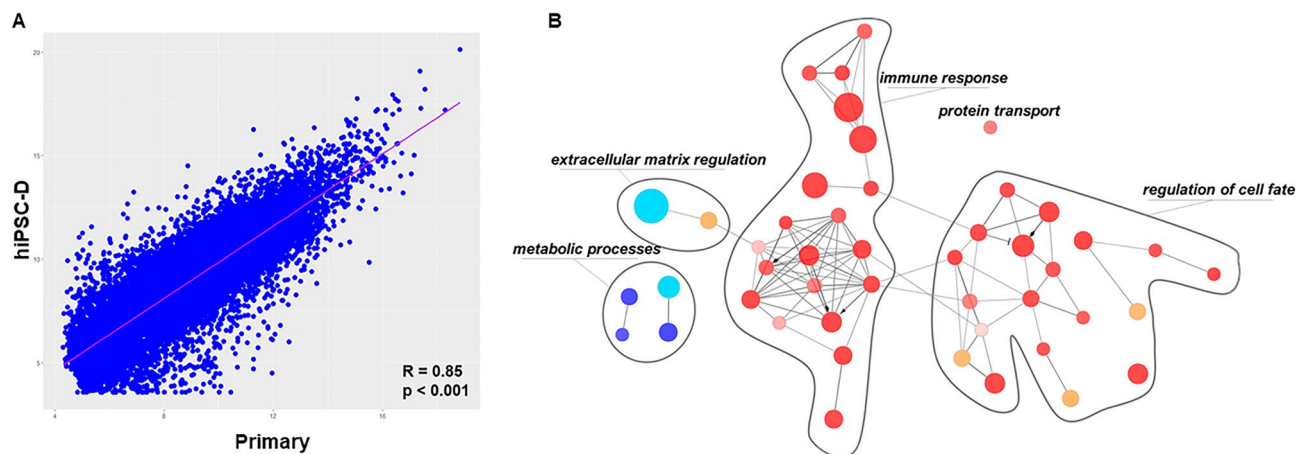 A
20
15
10
5
4
8
12
16
hiPSC-D
Primary
R = 0.85
p < 0.001
B
immune response
protein transport
extracellular matrix regulation
regulation of cell fate
metabolic processes